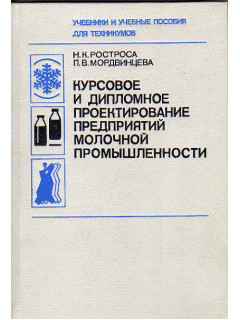 УЧЕБНИКИ И УЧЕБНЫЕ ПОСОБИЯ
ДЛЯ ТЕХНИКУМОВ
Н.К. РОСТРОСА
П.В. МОРДВИНЦЕВА
КУРСОВОЕ
И ДИПЛОМНОЕ
ПРОЕКТИРОВАНИЕ
ПРЕДПРИЯТИЙ
МОЛОЧНОЙ
ПРОМЫШЛЕННОСТИ